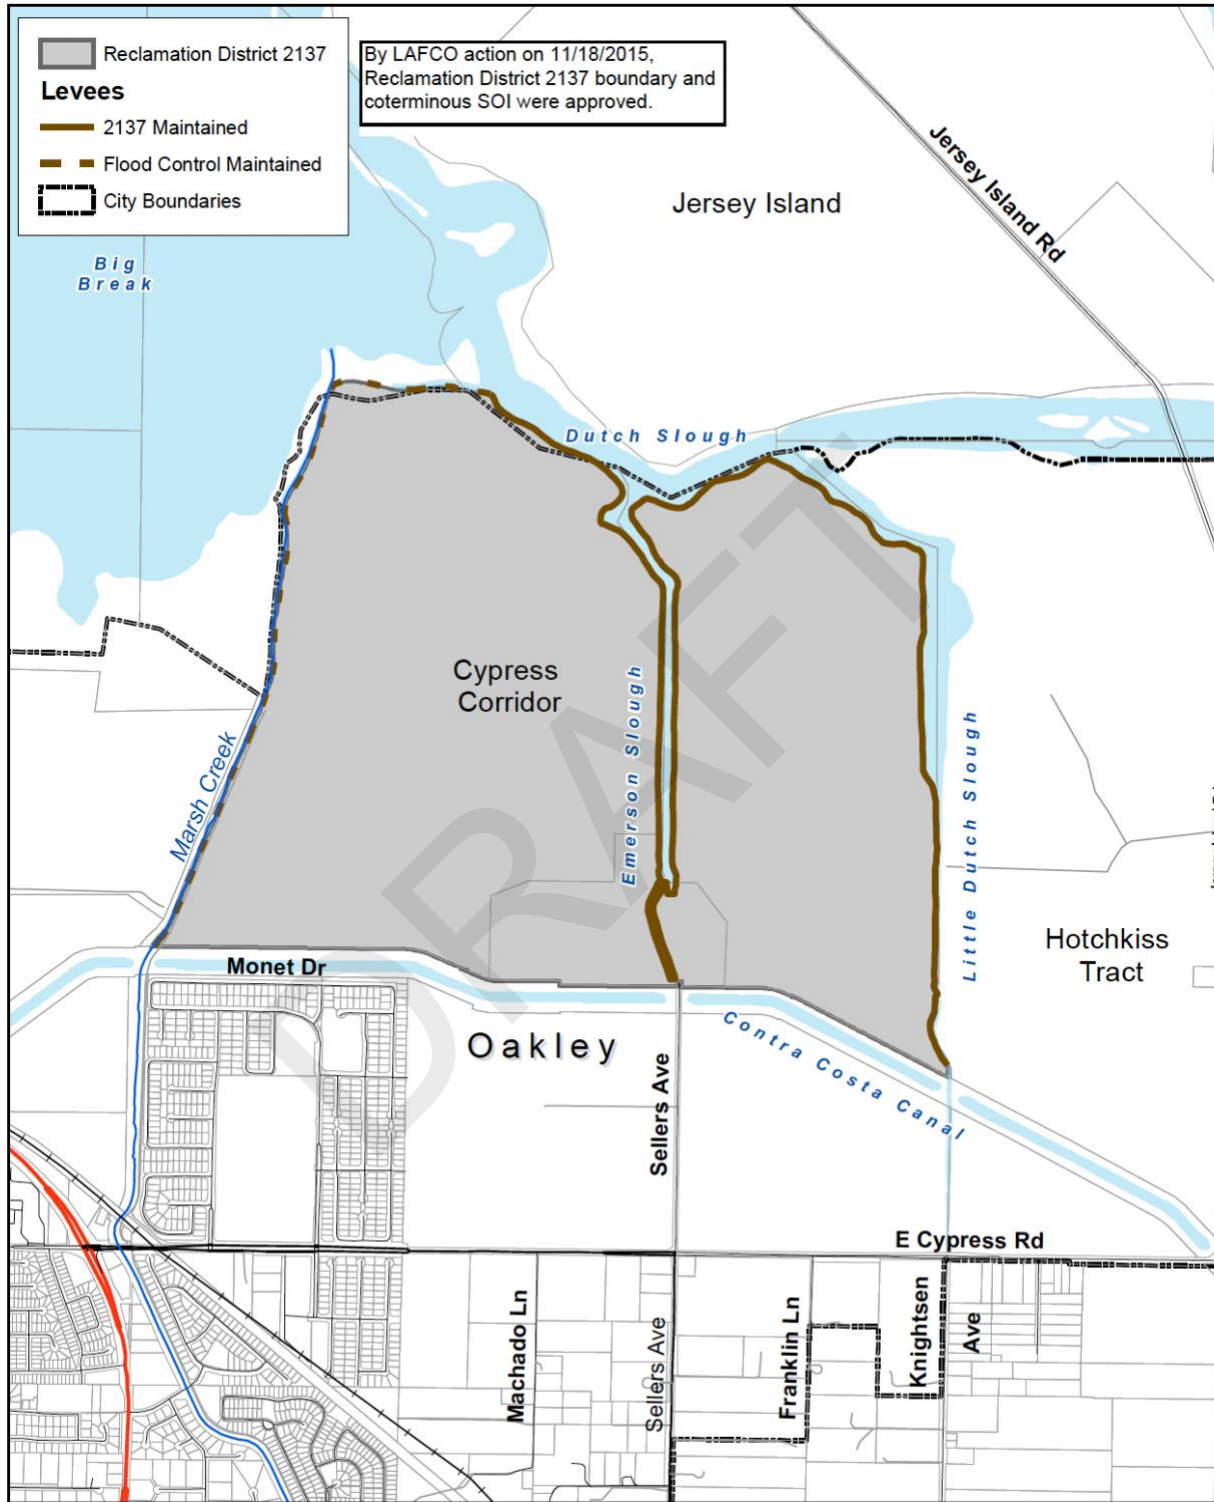 Reclamation District 2137
Levees
2137 Maintained
Flood Control Maintained
City Boundaries
By LAFCO action on 11/18/2015,
Reclamation District 2137 boundary and
coterminous SOI were approved.
Jersey Island
Jersey Island Rd
Big
Break
Dutch Slough
Cypress
Corridor
Emerson Slough
Little Dutch Slough
Marsh Creek
Hotchkiss
Tract
Monet Dr
Oakley
Contra Costa Canal
Sellers Ave
E Cypress Rd
Machado Ln
Sellers Ave
Franklin Ln
Knightsen
Ave
DRAFT